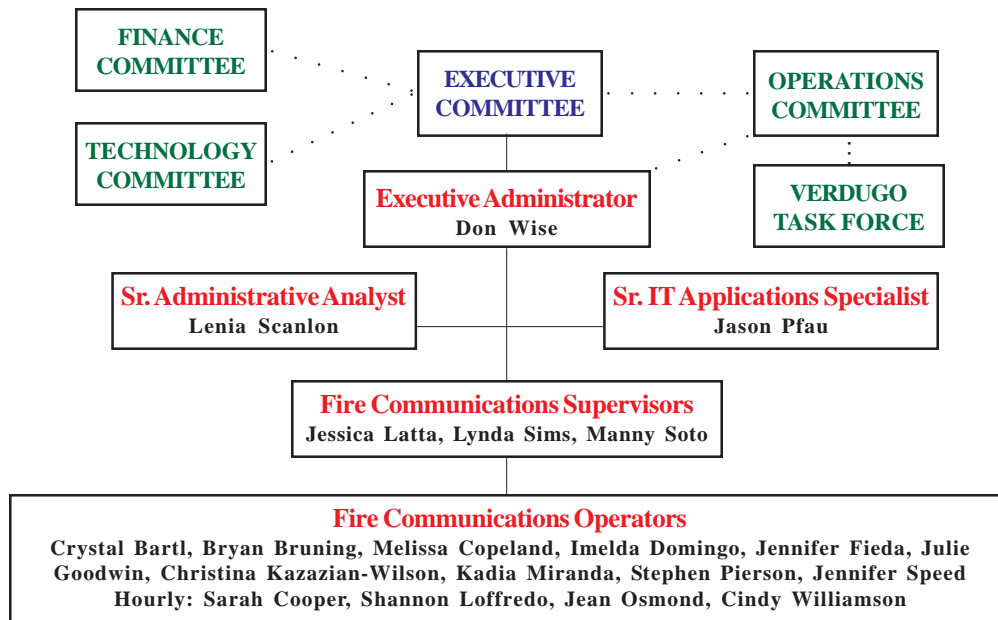 FINANCE
COMMITTEE
EXECUTIVE
COMMITTEE
OPERATIONS
COMMITTEE
TECHNOLOGY
COMMITTEE
Executive Administrator
Don Wise
VERDUGO
TASK FORCE
Sr. Administrative Analyst
Lenia Scanlon
Sr. IT Applications Specialist
Jason Pfau
Fire Communications Supervisors
Jessica Latta, Lynda Sims, Manny Soto
Fire Communications Operators
Crystal Bartl, Bryan Bruning, Melissa Copeland, Imelda Domingo, Jennifer Fieda, Julie
Goodwin, Christina Kazazian-Wilson, Kadia Miranda, Stephen Pierson, Jennifer Speed
Hourly: Sarah Cooper, Shannon Loffredo, Jean Osmond, Cindy Williamson